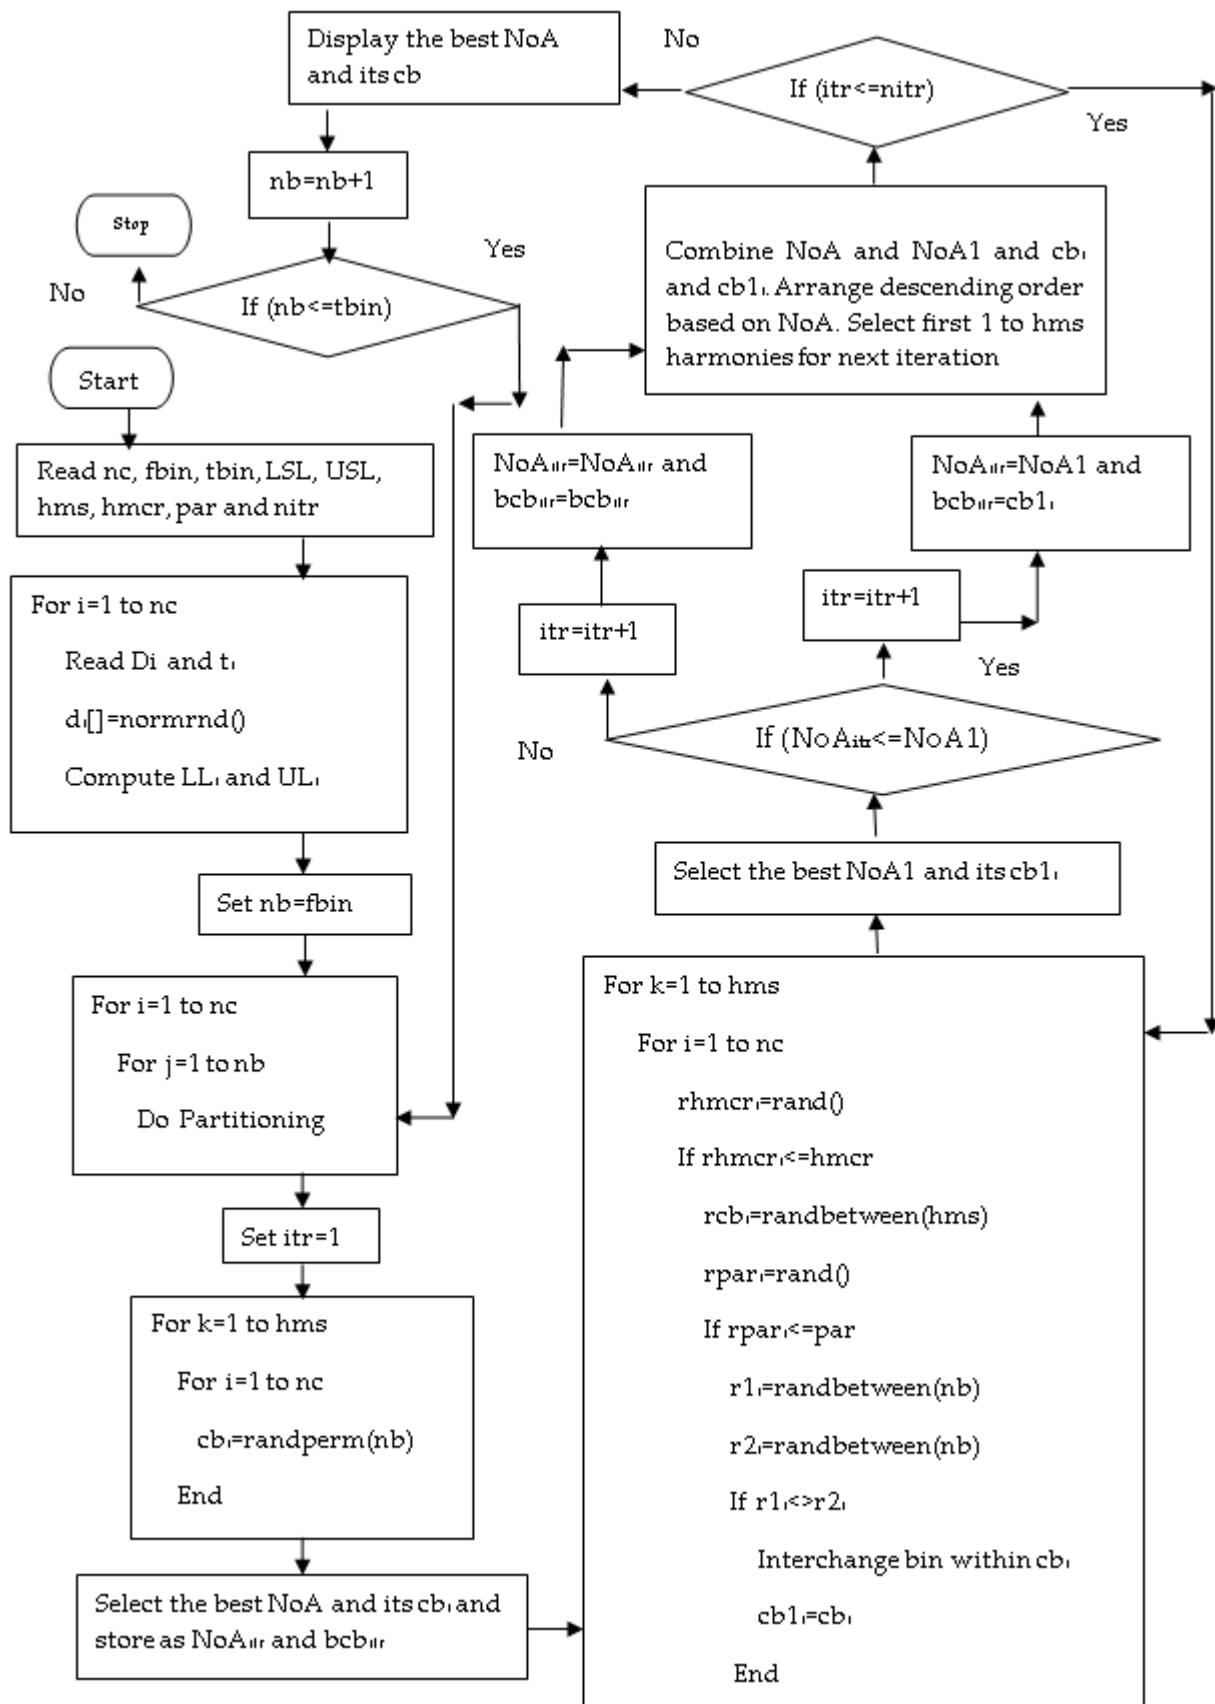 Display the best NoA
and its cb
No
If (itr<=nitr)
Yes
nb=nb+1
Stop
Yes
No
If (nb<=tbin)
Combine NoA and NoA1 and cbᵢ
and cb1ᵢ. Arrange descending order
based on NoA. Select first 1 to hms
harmonies for next iteration
Start
Read nc, fbin, tbin, LSL, USL,
hms, hmcr, par and nitr
NoAᵢₜᵣ=NoAᵢₜᵣ and
bcbᵢₜᵣ=bcbᵢₜᵣ
NoAᵢₜᵣ=NoA1 and
bcbᵢₜᵣ=cb1ᵢ
For i=1 to nc
Read Di and tᵢ
dᵢ[]=normrnd()
Compute LLᵢ and ULᵢ
itr=itr+1
itr=itr+1
Yes
No
If (NoAᵢₜᵣ<=NoA1)
Select the best NoA1 and its cb1ᵢ
Set nb=fbin
For i=1 to nc
For j=1 to nb
Do Partitioning
Set itr=1
For k=1 to hms
For i=1 to nc
cbᵢ=randperm(nb)
End
Select the best NoA and its cbᵢ and
store as NoAᵢₜᵣ and bcbᵢₜᵣ
For k=1 to hms
For i=1 to nc
rhmcrᵢ=rand()
If rhmcrᵢ<=hmcr
rcbᵢ=randbetween(hms)
rparᵢ=rand()
If rparᵢ<=par
r1ᵢ=randbetween(nb)
r2ᵢ=randbetween(nb)
If r1ᵢ<>r2ᵢ
Interchange bin within cbᵢ
cb1ᵢ=cbᵢ
End